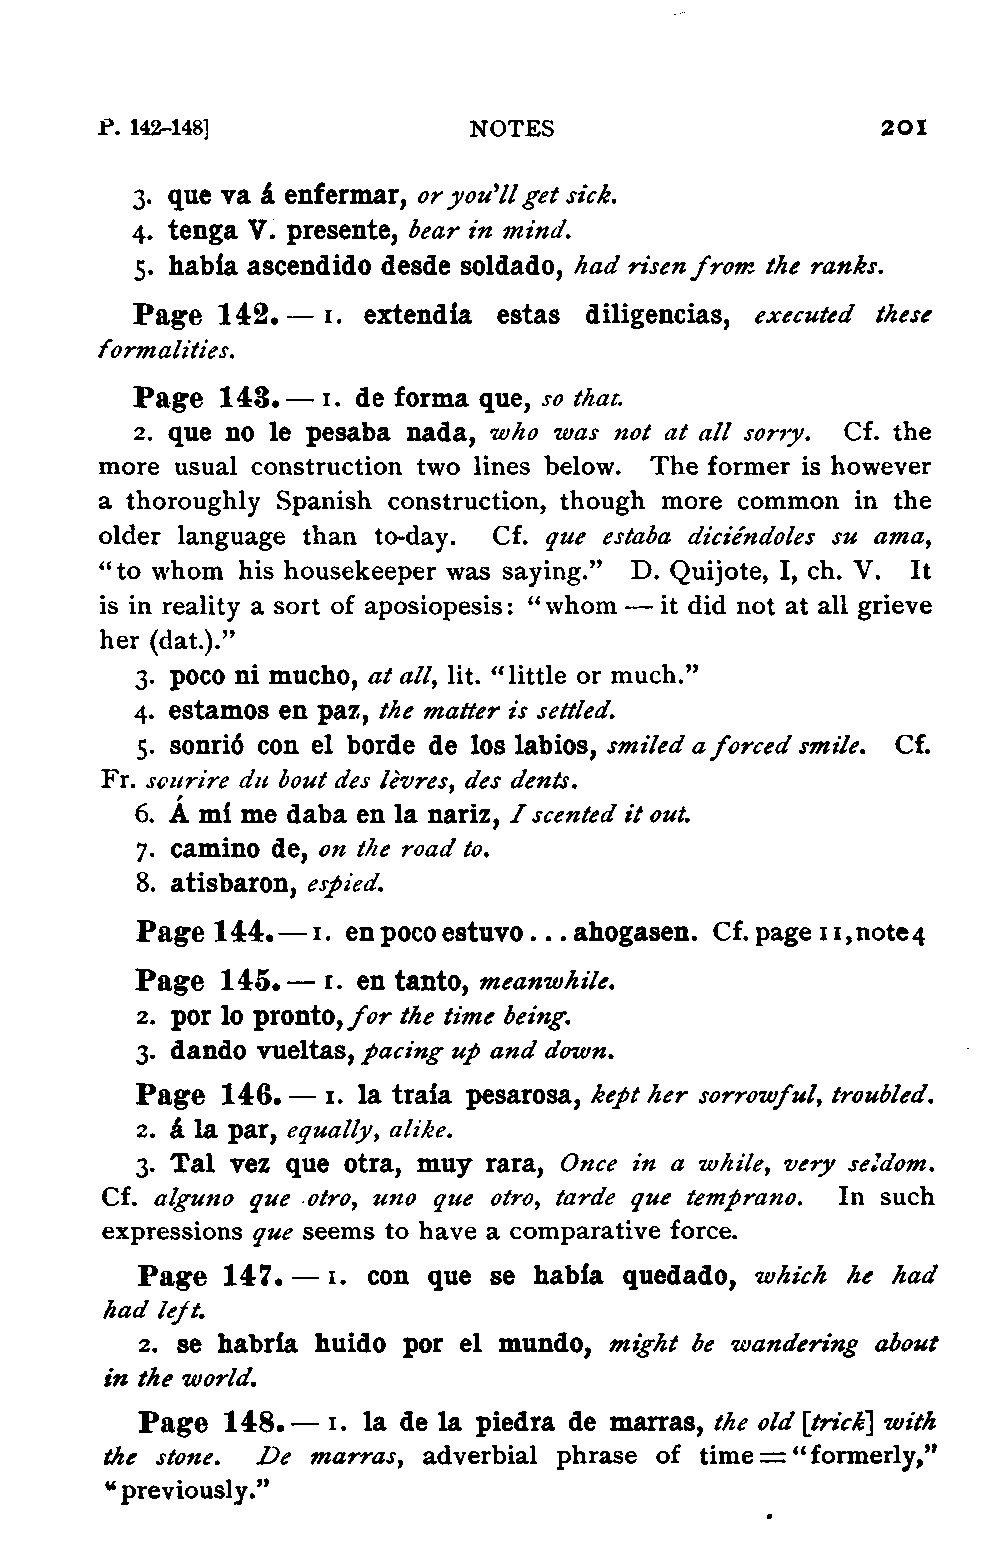 P. 142–148] NOTES 201
3. que va á enfermar, or you'll get sick.
4. tenga V. presente, bear in mind.
5. había ascendido desde soldado, had risen from the ranks.
Page 142. — 1. extendía estas diligencias, executed these
formalities.
Page 143. — 1. de forma que, so that.
2. que no le pesaba nada, who was not at all sorry. Cf. the
more usual construction two lines below. The former is however
a thoroughly Spanish construction, though more common in the
older language than to-day. Cf. que estaba diciéndoles su ama,
“to whom his housekeeper was saying.” D. Quijote, I, ch. V. It
is in reality a sort of aposiopesis: “whom — it did not at all grieve
her (dat.).”
3. poco ni mucho, at all, lit. “little or much.”
4. estamos en paz, the matter is settled.
5. sonrió con el borde de los labios, smiled a forced smile. Cf.
Fr. sourire du bout des lèvres, des dents.
6. Á mí me daba en la nariz, I scented it out.
7. camino de, on the road to.
8. atisbaron, espied.
Page 144. — 1. en poco estuvo . . . ahogasen. Cf. page 11, note 4
Page 145. — 1. en tanto, meanwhile.
2. por lo pronto, for the time being.
3. dando vueltas, pacing up and down.
Page 146. — 1. la traía pesarosa, kept her sorrowful, troubled.
2. á la par, equally, alike.
3. Tal vez que otra, muy rara, Once in a while, very seldom.
Cf. alguno que otro, uno que otro, tarde que temprano. In such
expressions que seems to have a comparative force.
Page 147. — 1. con que se había quedado, which he had
had left.
2. se habría huido por el mundo, might be wandering about
in the world.
Page 148. — 1. la de la piedra de marras, the old [trick] with
the stone. De marras, adverbial phrase of time = “formerly,”
“previously.”